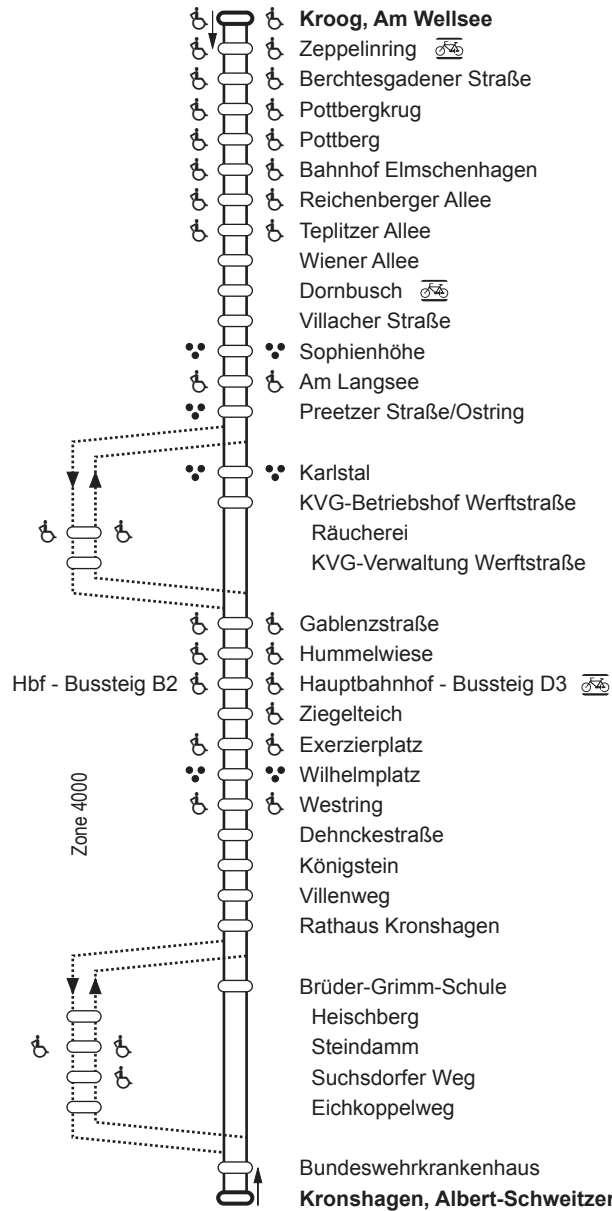 Kroog, Am Wellsee
Zeppelinring
Berchtesgadener Straße
Pottbergkrug
Pottberg
Bahnhof Elmschenhagen
Reichenberger Allee
Teplitzer Allee
Wiener Allee
Dornbusch
Villacher Straße
Sophienhöhe
Am Langsee
Preetzer Straße/Ostring
Karlstal
KVG-Betriebshof Werftstraße
Räucherei
KVG-Verwaltung Werftstraße
Gablenzstraße
Hummelwiese
Hbf - Bussteig B2 Hauptbahnhof - Bussteig D3
Ziegelteich
Exerzierplatz
Wilhelmplatz
Westring
Zone 4000
Dehnckestraße
Königstein
Villenweg
Rathaus Kronshagen
Brüder-Grimm-Schule
Heischberg
Steindamm
Suchsdorfer Weg
Eichkoppelweg
Bundeswehrkrankenhaus
Kronshagen, Albert-Schweitzer